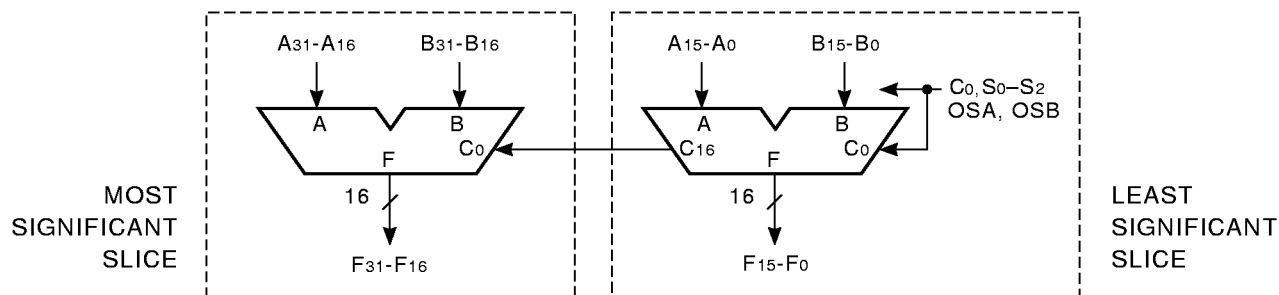 A31-A16
B31-B16
A15-A0
B15-B0
C0, S0–S2
OSA, OSB
A
B
C0
F
C16
A
B
C0
F
16
16
F31-F16
F15-F0
MOST
SIGNIFICANT
SLICE
LEAST
SIGNIFICANT
SLICE